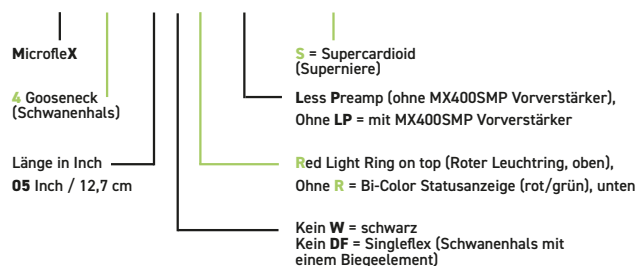 MicrofleX
4 Gooseneck
(Schwanenhals)
Länge in Inch
05 Inch / 12,7 cm
S = Supercardioid
(Superniere)
Less Preamp (ohne MX400SMP Vorverstärker),
Ohne LP = mit MX400SMP Vorverstärker
Red Light Ring on top (Roter Leuchtring, oben),
Ohne R = Bi-Color Statusanzeige (rot/grün), unten
Kein W = schwarz
Kein DF = Singleflex (Schwanenhals mit
einem Biegeelement)